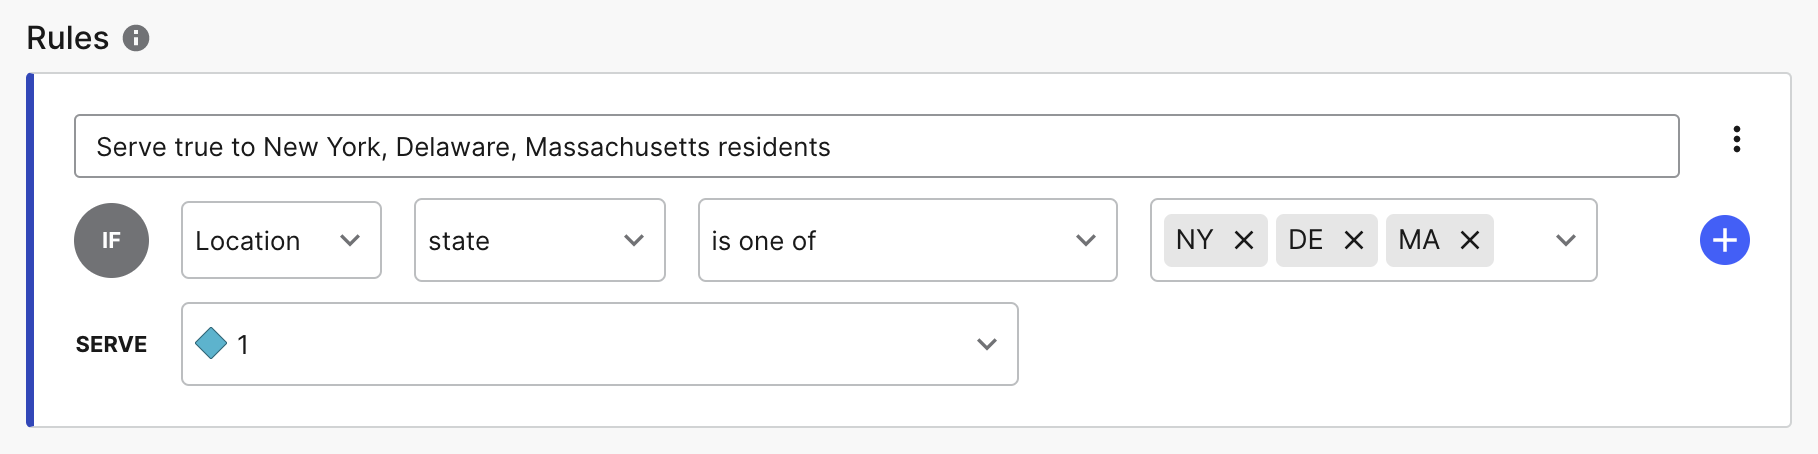 Rules
Serve true to New York, Delaware, Massachusetts residents
IF Location state is one of NY DE MA
SERVE 1